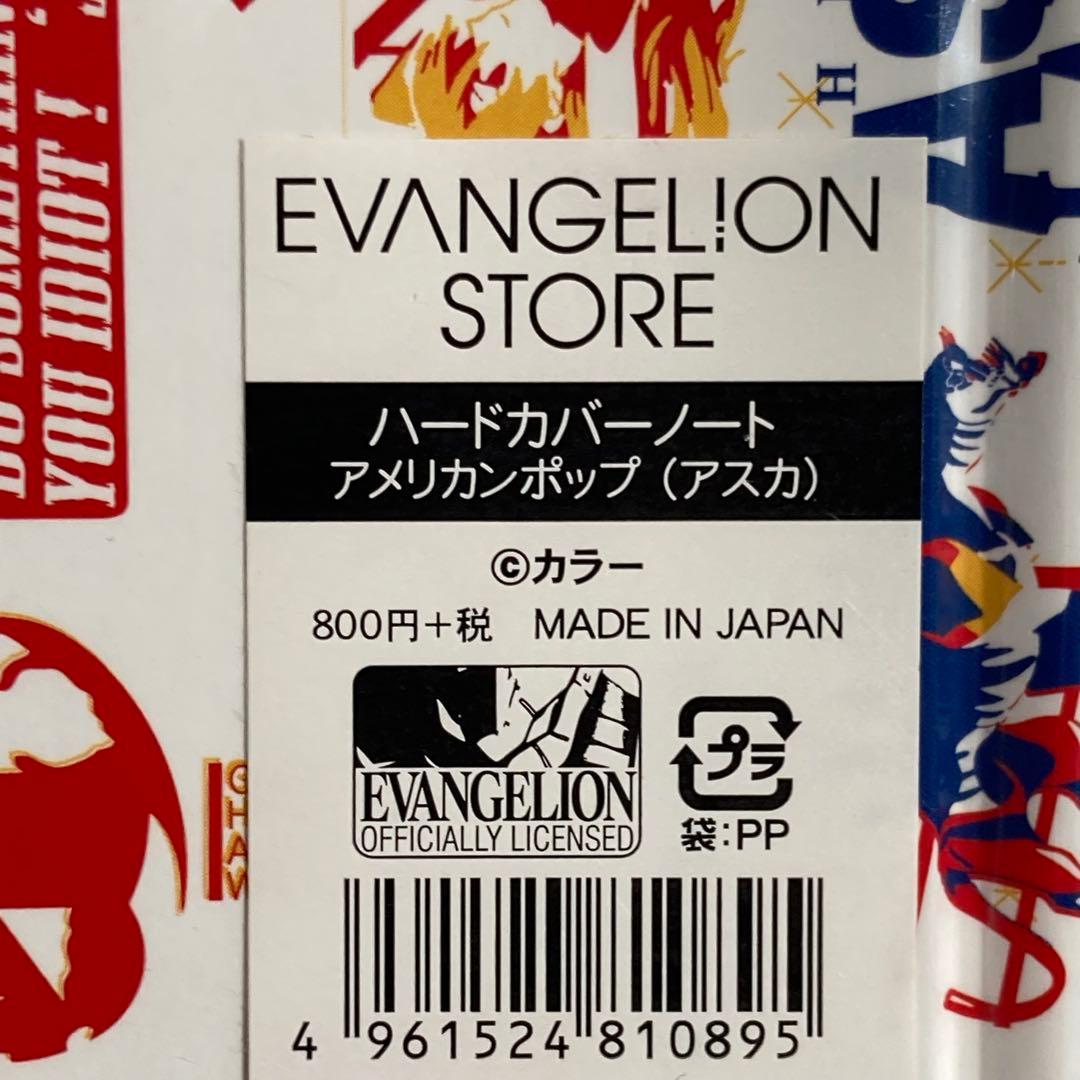 YOU IDIOT!
H
EVANGEL!ON
STORE
ハードカバーノート
アメリカンポップ（アスカ）
©カラー
800円＋税 MADE IN JAPAN
EVANGELION
OFFICIALLY LICENSED
プラ
袋:PP
4 961524 810895